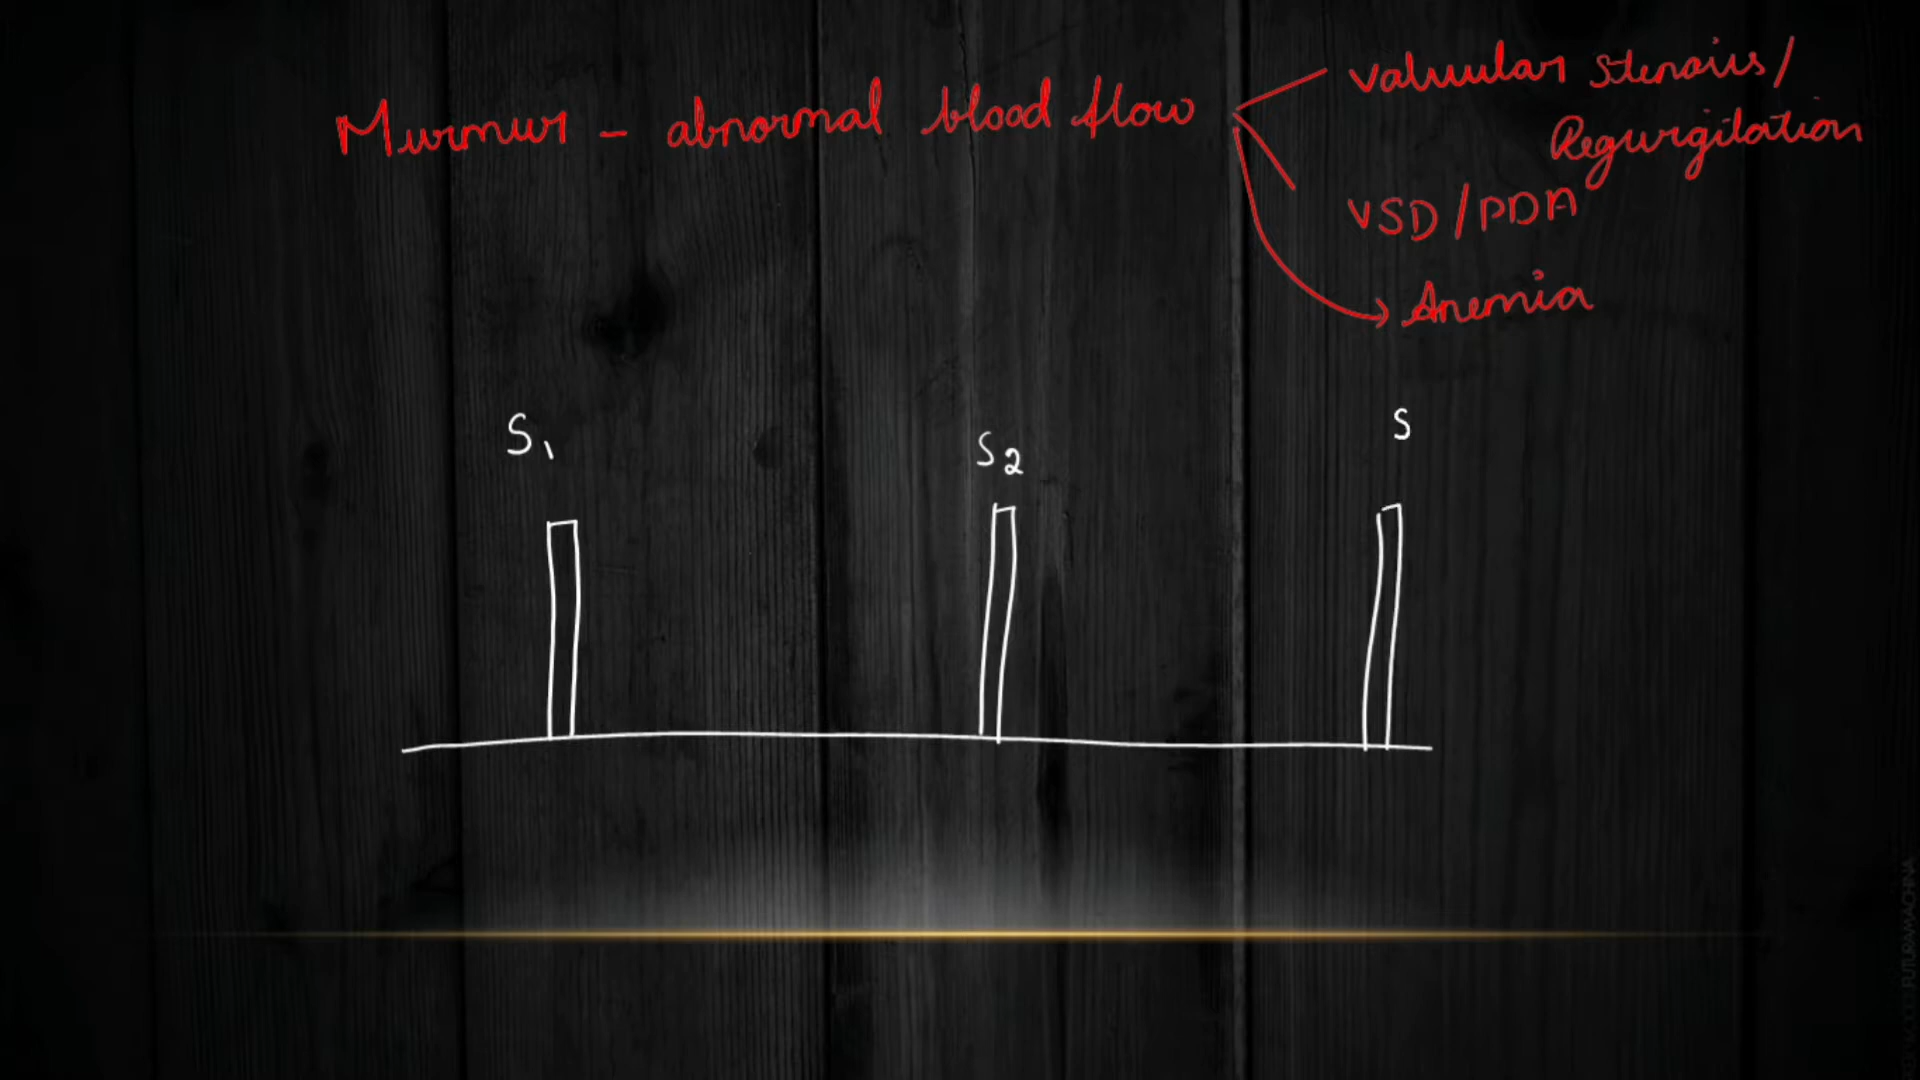 Murmur - abnormal blood flow
Valvular Stenosis/
Regurgitation
VSD/PDA
Anemia
S1
S2
S